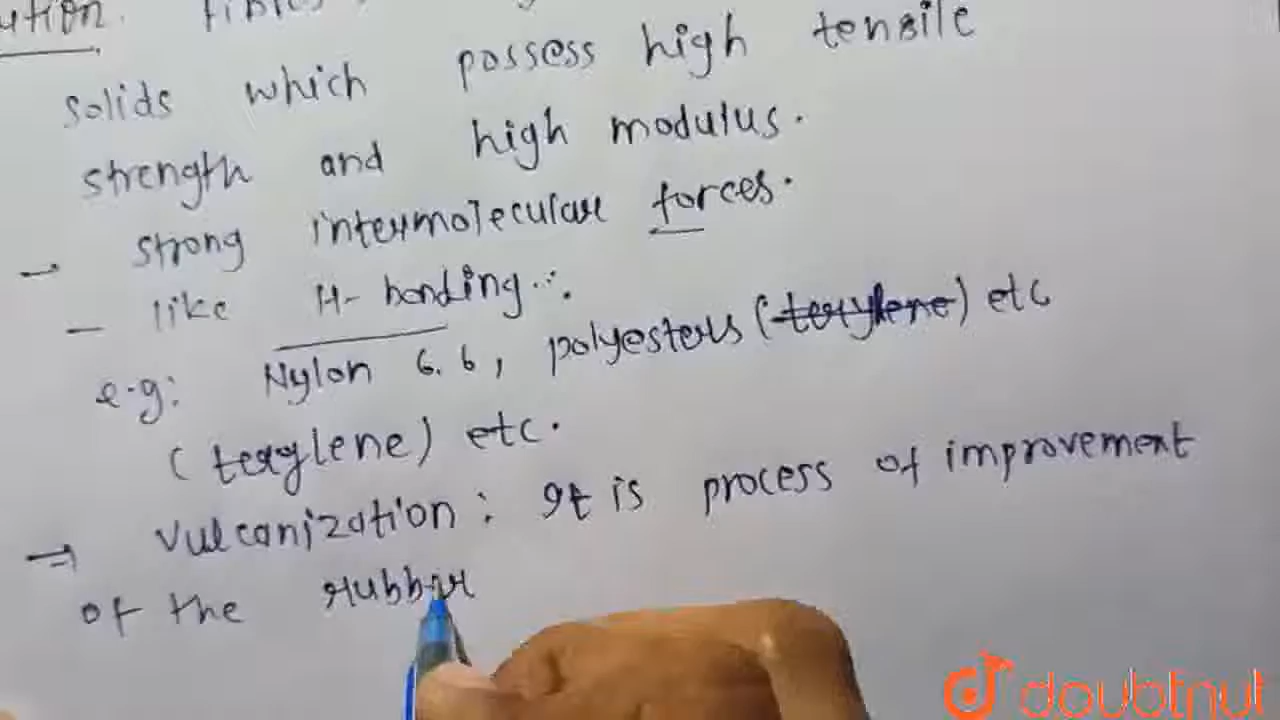 solids which possess high tensile
strength and high modulus.
- strong intermolecular forces.
- like H-bonding.
e.g: Nylon 6.6, polyesters (terylene) etc
(terylene) etc.
⇒ Vulcanization: It is process of improvement
of the rubber
doubtnut